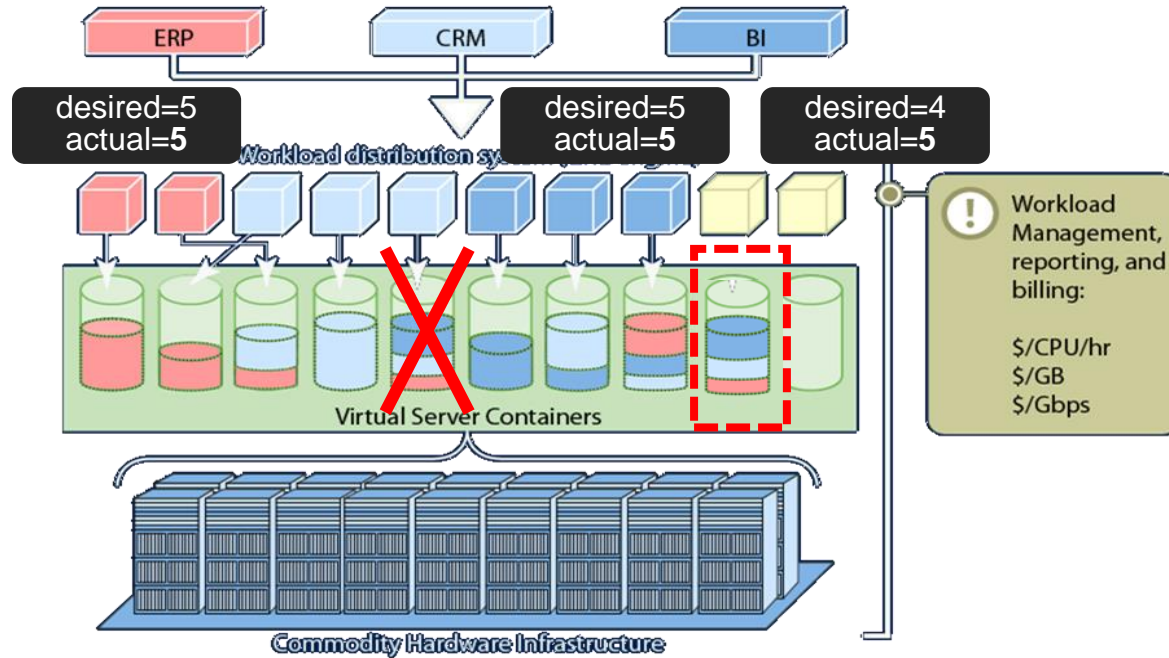 ERP
CRM
BI
desired=5
actual=5
desired=5
actual=5
desired=4
actual=5
Workload distribution system
Workload
Management,
reporting, and
billing:
$/CPU/hr
$/GB
$/Gbps
Virtual Server Containers
Commodity Hardware Infrastructure